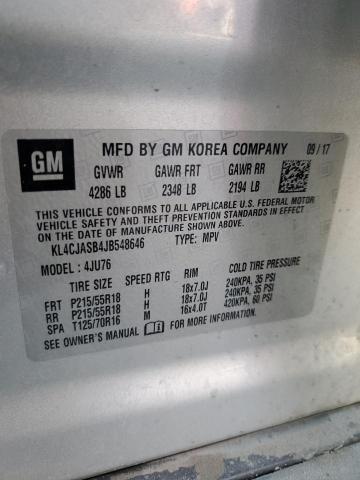 GM
MFD BY GM KOREA COMPANY 09/17
GVWR GAWR FRT GAWR RR
4286 LB 2348 LB 2194 LB
THIS VEHICLE CONFORMS TO ALL APPLICABLE U.S. FEDERAL MOTOR
VEHICLE SAFETY AND THEFT PREVENTION STANDARDS IN EFFECT ON
THE DATE OF MANUFACTURE SHOWN ABOVE.
KL4CJASB4JB548646 TYPE: MPV
MODEL: 4JU76
TIRE SIZE SPEED RTG RIM COLD TIRE PRESSURE
FRT P215/55R18 H 18x7.0J 240KPA, 35 PSI
RR P215/55R18 H 18x7.0J 240KPA, 35 PSI
SPA T125/70R16 M 16x4.0T 420KPA, 60 PSI
SEE OWNER'S MANUAL FOR MORE INFORMATION.